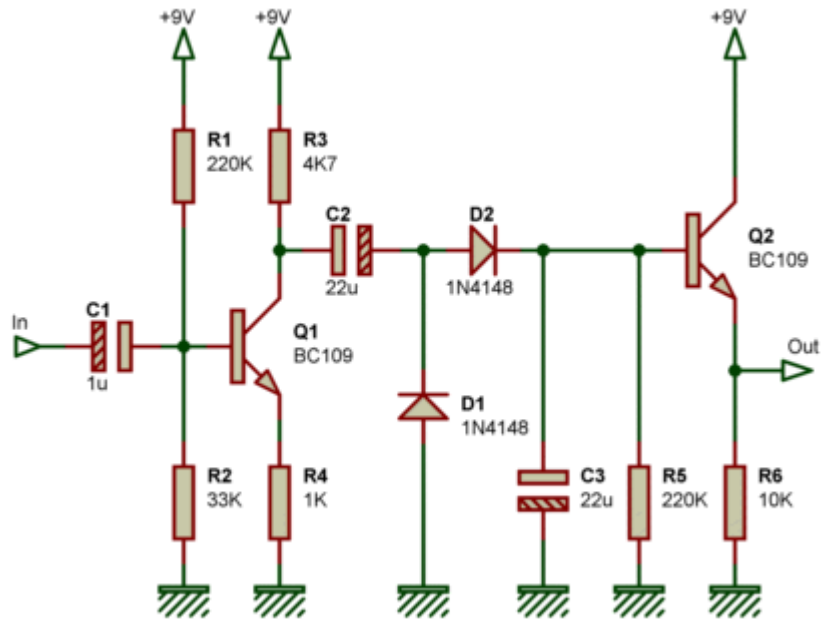 +9V
+9V
+9V
R1
220K
R3
4K7
C2
22u
D2
1N4148
Q2
BC109
In
C1
1u
Q1
BC109
Out
D1
1N4148
R2
33K
R4
1K
C3
22u
R5
220K
R6
10K